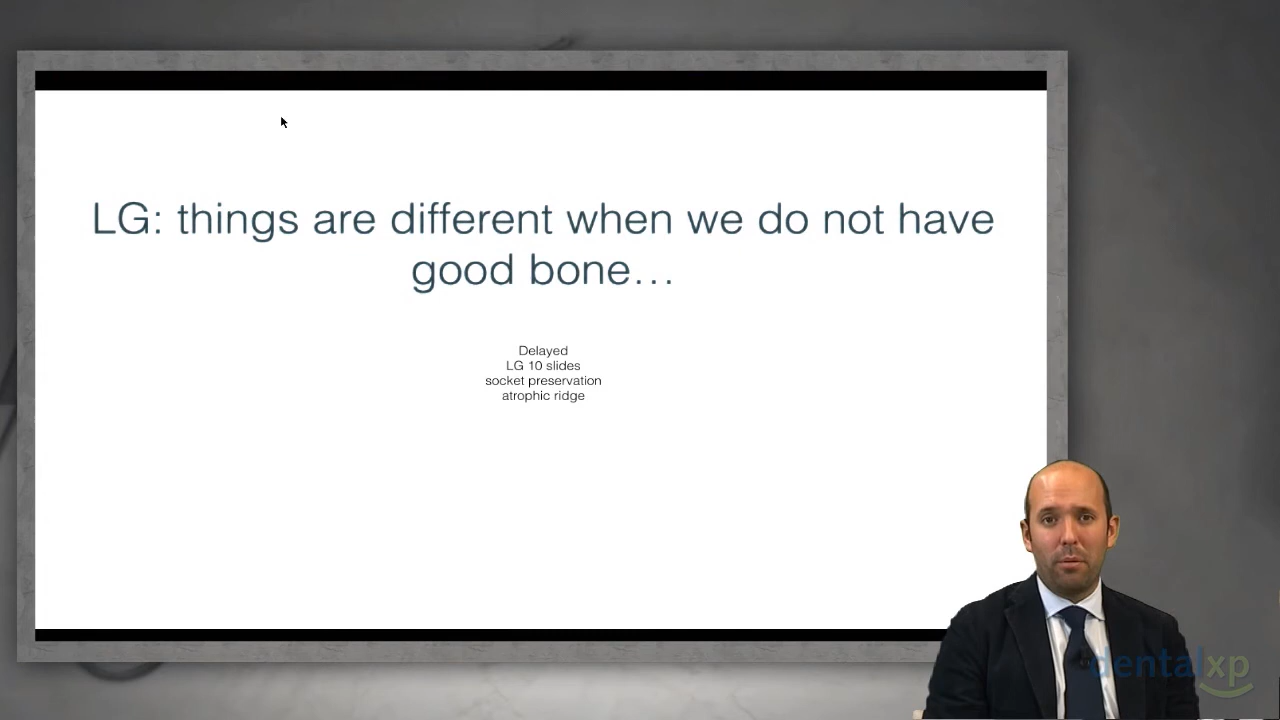 LG: things are different when we do not have
good bone…
Delayed
LG 10 slides
socket preservation
atrophic ridge
dentalxp